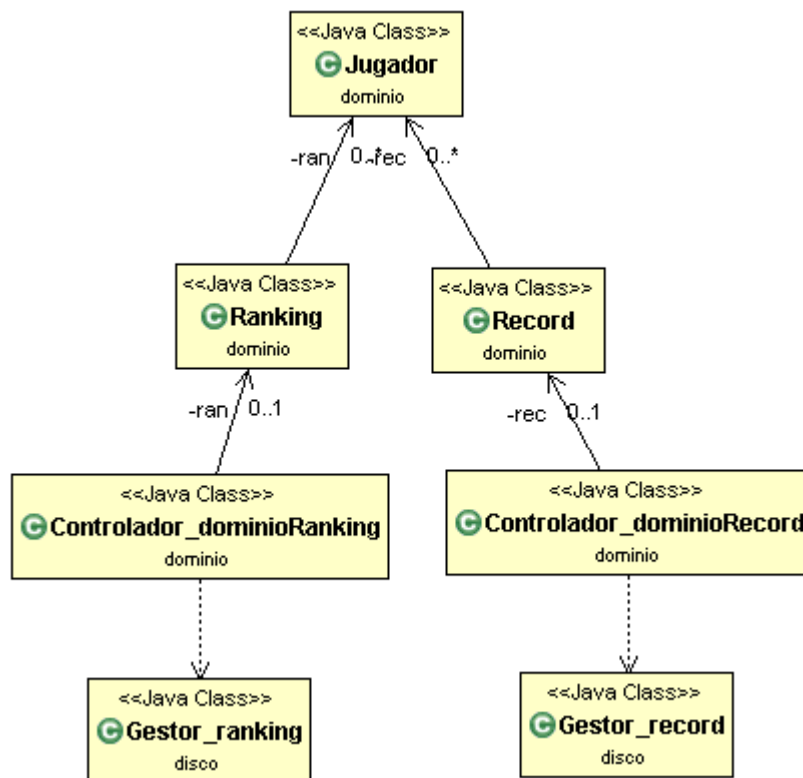 <<Java Class>>
Jugador
dominio
-ran 0..* -rec 0..*
<<Java Class>>
Ranking
dominio
<<Java Class>>
Record
dominio
-ran 0..1
-rec 0..1
<<Java Class>>
Controlador_dominioRanking
dominio
<<Java Class>>
Controlador_dominioRecord
dominio
<<Java Class>>
Gestor_ranking
disco
<<Java Class>>
Gestor_record
disco